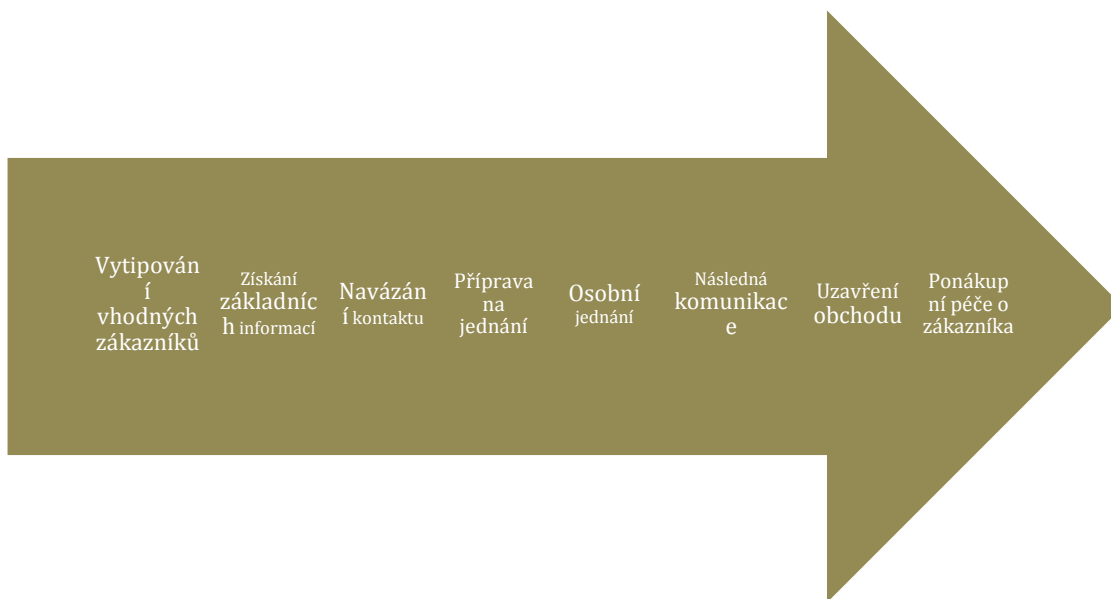 Vytipován
í
vhodných
zákazníků
Získání
základníc
h informací
Navázán
í kontaktu
Příprava
na
jednání
Osobní
jednání
Následná
komunikac
e
Uzavření
obchodu
Ponákup
ní péče o
zákazníka